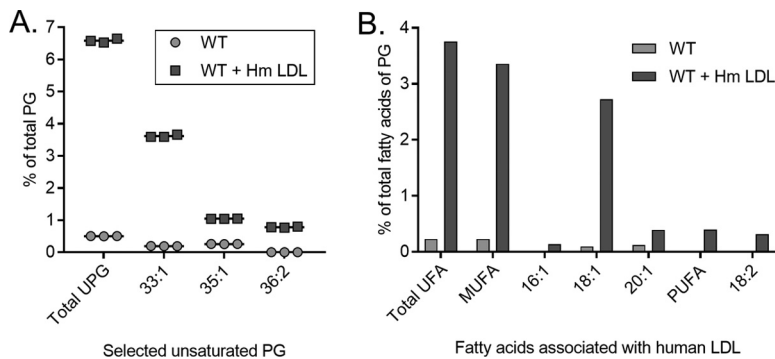 A.
% of total PG
7
6
5
4
3
2
1
0
WT
WT + Hm LDL
Total UPG
33:1
35:1
36:2
Selected unsaturated PG
B.
% of total fatty acids of PG
4
3
2
1
0
WT
WT + Hm LDL
Total UFA
MUFA
16:1
18:1
20:1
PUFA
18:2
Fatty acids associated with human LDL